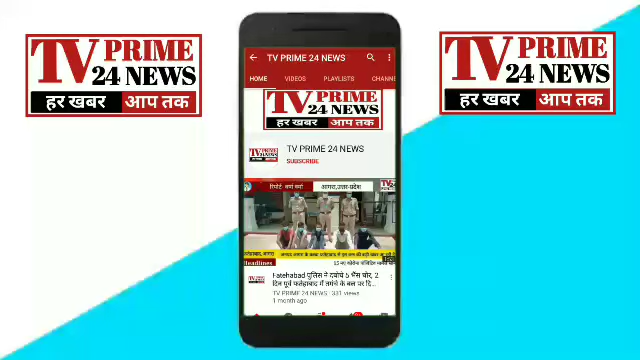 TV PRIME
24 NEWS
हर खबर आप तक
TV PRIME
24 NEWS
हर खबर आप तक
TV PRIME 24 NEWS
HOME VIDEOS PLAYLISTS CHANN
TV PRIME
24 NEWS
हर खबर आप तक
TV PRIME 24 NEWS
SUBSCRIBE
रिपोर्ट- वर्षा वर्मा आगरा,उत्तर-प्रदेश
Headlines
Fatehabad पुलिस ने दबोचे 5 भैंस चोर, 2
दिन पूर्व फतेहाबाद में तमंचे के बल पर दि...
TV PRIME 24 NEWS · 331 views
1 month ago